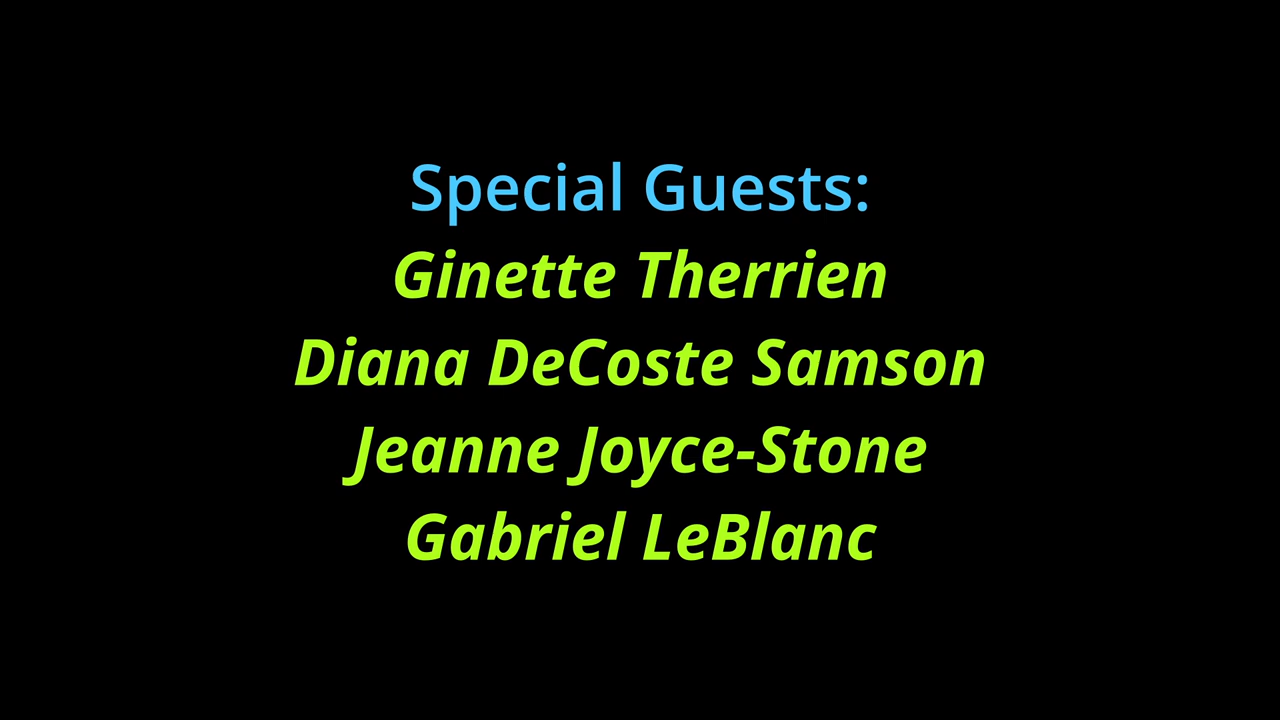 Special Guests:
Ginette Therrien
Diana DeCoste Samson
Jeanne Joyce-Stone
Gabriel LeBlanc